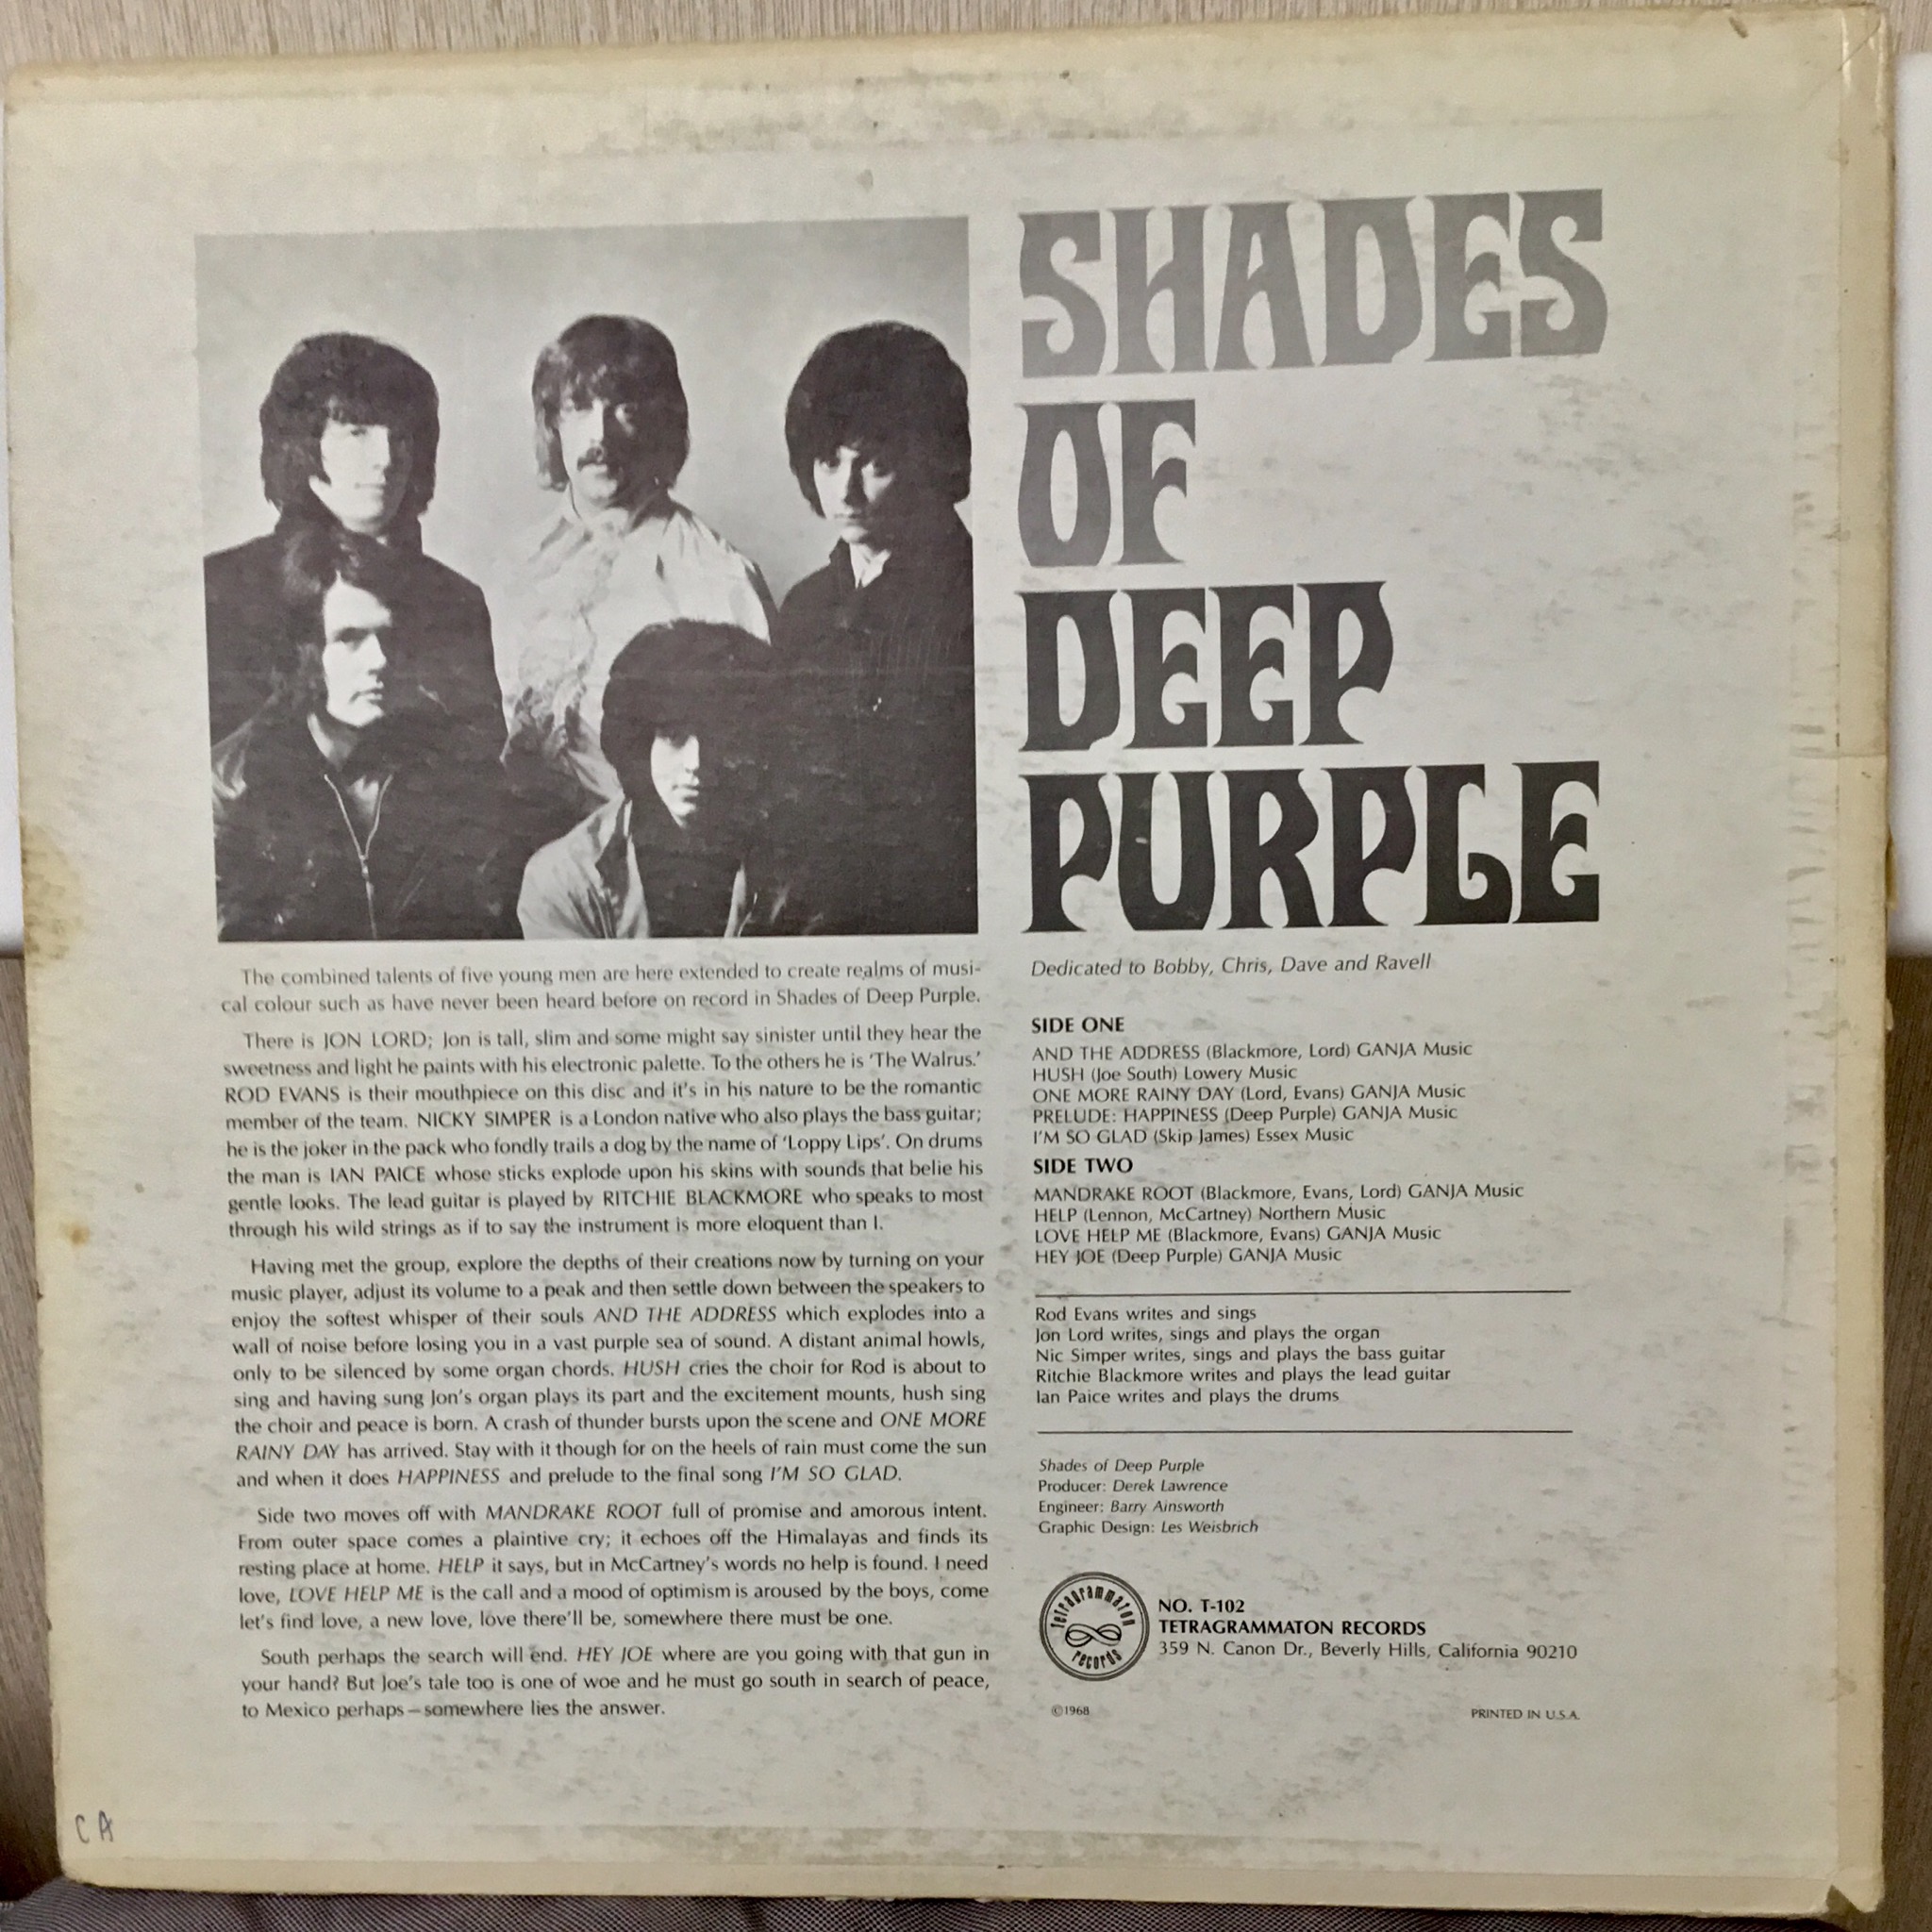 SHADES
OF
DEEP
PURPLE
The combined talents of five young men are here extended to create realms of musi-
cal colour such as have never been heard before on record in Shades of Deep Purple.
There is JON LORD; Jon is tall, slim and some might say sinister until they hear the
sweetness and light he paints with his electronic palette. To the others he is 'The Walrus.'
ROD EVANS is their mouthpiece on this disc and it's in his nature to be the romantic
member of the team. NICKY SIMPER is a London native who also plays the bass guitar;
he is the joker in the pack who fondly trails a dog by the name of 'Loppy Lips'. On drums
the man is IAN PAICE whose sticks explode upon his skins with sounds that belie his
gentle looks. The lead guitar is played by RITCHIE BLACKMORE who speaks to most
through his wild strings as if to say the instrument is more eloquent than I.
Having met the group, explore the depths of their creations now by turning on your
music player, adjust its volume to a peak and then settle down between the speakers to
enjoy the softest whisper of their souls AND THE ADDRESS which explodes into a
wall of noise before losing you in a vast purple sea of sound. A distant animal howls,
only to be silenced by some organ chords. HUSH cries the choir for Rod is about to
sing and having sung Jon's organ plays its part and the excitement mounts, hush sing
the choir and peace is born. A crash of thunder bursts upon the scene and ONE MORE
RAINY DAY has arrived. Stay with it though for on the heels of rain must come the sun
and when it does HAPPINESS and prelude to the final song I'M SO GLAD.
Side two moves off with MANDRAKE ROOT full of promise and amorous intent.
From outer space comes a plaintive cry; it echoes off the Himalayas and finds its
resting place at home. HELP it says, but in McCartney's words no help is found. I need
love, LOVE HELP ME is the call and a mood of optimism is aroused by the boys, come
let's find love, a new love, love there'll be, somewhere there must be one.
South perhaps the search will end. HEY JOE where are you going with that gun in
your hand? But Joe's tale too is one of woe and he must go south in search of peace,
to Mexico perhaps – somewhere lies the answer.
Dedicated to Bobby, Chris, Dave and Ravell
SIDE ONE
AND THE ADDRESS (Blackmore, Lord) GANJA Music
HUSH (Joe South) Lowery Music
ONE MORE RAINY DAY (Lord, Evans) GANJA Music
PRELUDE: HAPPINESS (Deep Purple) GANJA Music
I'M SO GLAD (Skip James) Essex Music
SIDE TWO
MANDRAKE ROOT (Blackmore, Evans, Lord) GANJA Music
HELP (Lennon, McCartney) Northern Music
LOVE HELP ME (Blackmore, Evans) GANJA Music
HEY JOE (Deep Purple) GANJA Music
Rod Evans writes and sings
Jon Lord writes, sings and plays the organ
Nic Simper writes, sings and plays the bass guitar
Ritchie Blackmore writes and plays the lead guitar
Ian Paice writes and plays the drums
Shades of Deep Purple
Producer: Derek Lawrence
Engineer: Barry Ainsworth
Graphic Design: Les Weisbrich
tetragrammaton
records
NO. T-102
TETRAGRAMMATON RECORDS
359 N. Canon Dr., Beverly Hills, California 90210
©1968
PRINTED IN U.S.A.
CA